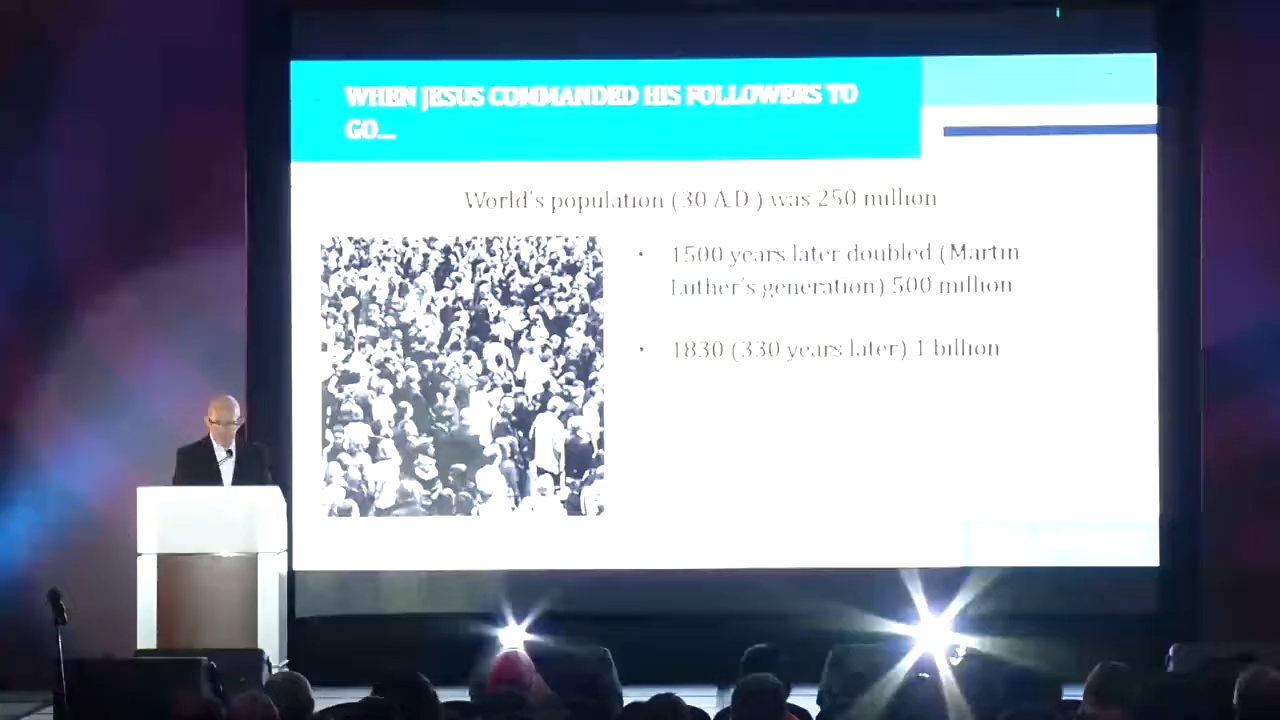 WHEN JESUS COMMANDED HIS FOLLOWERS TO
GO...
World's population (30 A.D.) was 250 million
• 1500 years later doubled (Martin
Luther's generation) 500 million
• 1830 (330 years later) 1 billion